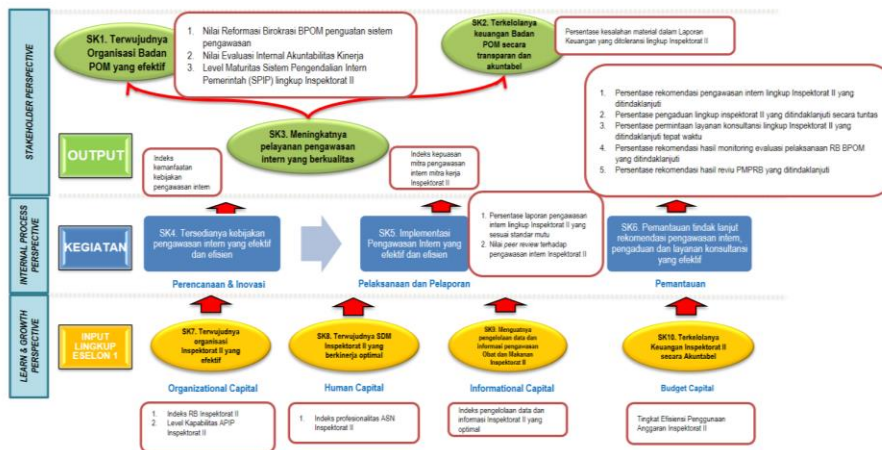 STAKEHOLDER PERSPECTIVE
SK1. Terwujudnya
Organisasi Badan
POM yang efektif
1. Nilai Reformasi Birokrasi BPOM penguatan sistem
pengawasan
2. Nilai Evaluasi Internal Akuntabilitas Kinerja
3. Level Maturitas Sistem Pengendalian Intern
Pemerintah (SPIP) lingkup Inspektorat II
SK2. Terkelolanya
keuangan Badan
POM secara
transparan dan
akuntabel
Persentase kesalahan material dalam Laporan
Keuangan yang ditoleransi lingkup Inspektorat II
1. Persentase rekomendasi pengawasan intern lingkup Inspektorat II yang
ditindaklanjuti
2. Persentase pengaduan lingkup inspektorat II yang ditindaklanjuti secara tuntas
3. Persentase permintaan layanan konsultansi lingkup Inspektorat II yang
ditindaklanjuti tepat waktu
4. Persentase rekomendasi hasil monitoring evaluasi pelaksanaan RB BPOM
yang ditindaklanjuti
5. Persentase rekomendasi hasil reviu PMPRB yang ditindaklanjuti
OUTPUT
SK3. Meningkatnya
pelayanan pengawasan
intern yang berkualitas
Indeks
kemanfaatan
kebijakan
pengawasan intern
Indeks kepuasan
mitra pengawasan
intern mitra kerja
Inspektorat II
INTERNAL PROCESS
PERSPECTIVE
KEGIATAN
SK4. Tersedianya kebijakan
pengawasan intern yang efektif
dan efisien
Perencanaan & Inovasi
SK5. Implementasi
Pengawasan Intern yang
efektif dan efisien
Pelaksanaan dan Pelaporan
1. Persentase laporan pengawasan
intern lingkup Inspektorat II yang
sesuai standar mutu
2. Nilai peer review terhadap
pengawasan intern Inspektorat II
SK6. Pemantauan tindak lanjut
rekomendasi pengawasan intern,
pengaduan dan layanan konsultansi
yang efektif
Pemantauan
LEARN & GROWTH
PERSPECTIVE
INPUT
LINGKUP
ESELON 1
SK7. Terwujudnya
organisasi
Inspektorat II yang
efektif
Organizational Capital
1. Indeks RB Inspektorat II
2. Level Kapabilitas APIP
Inspektorat II
SK8. Terwujudnya SDM
Inspektorat II yang
berkinerja optimal
Human Capital
1. Indeks profesionalitas ASN
Inspektorat II
SK9. Menguatnya
pengelolaan data dan
informasi pengawasan
Obat dan Makanan
Inspektorat II
Informational Capital
Indeks pengelolaan data dan
informasi Inspektorat II yang
optimal
SK10. Terkelolanya
Keuangan Inspektorat II
secara Akuntabel
Budget Capital
Tingkat Efisiensi Penggunaan
Anggaran Inspektorat II